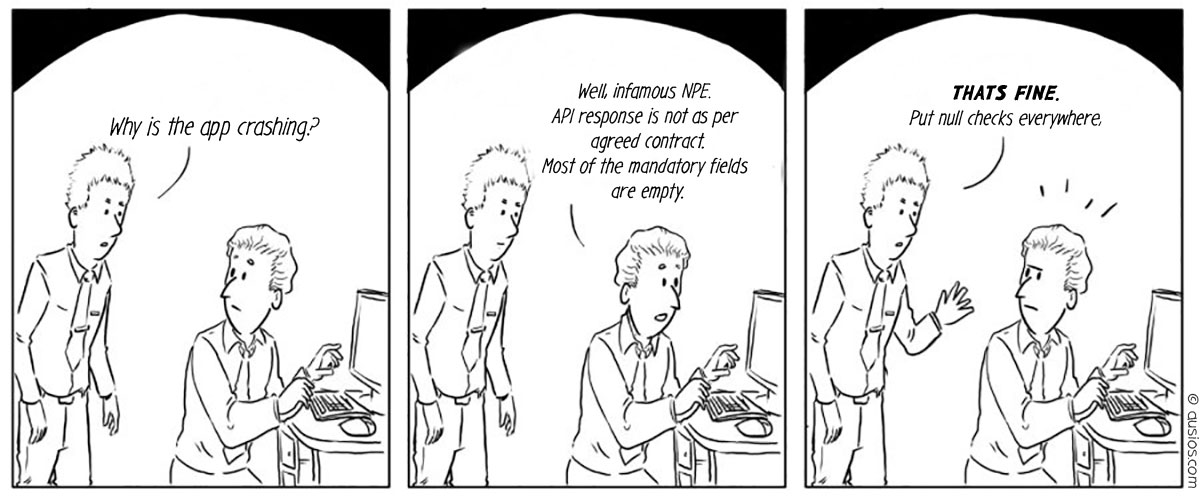 Why is the app crashing?
Well, infamous NPE.
API response is not as per
agreed contract.
Most of the mandatory fields
are empty.
THATS FINE.
Put null checks everywhere.
© ausios.com